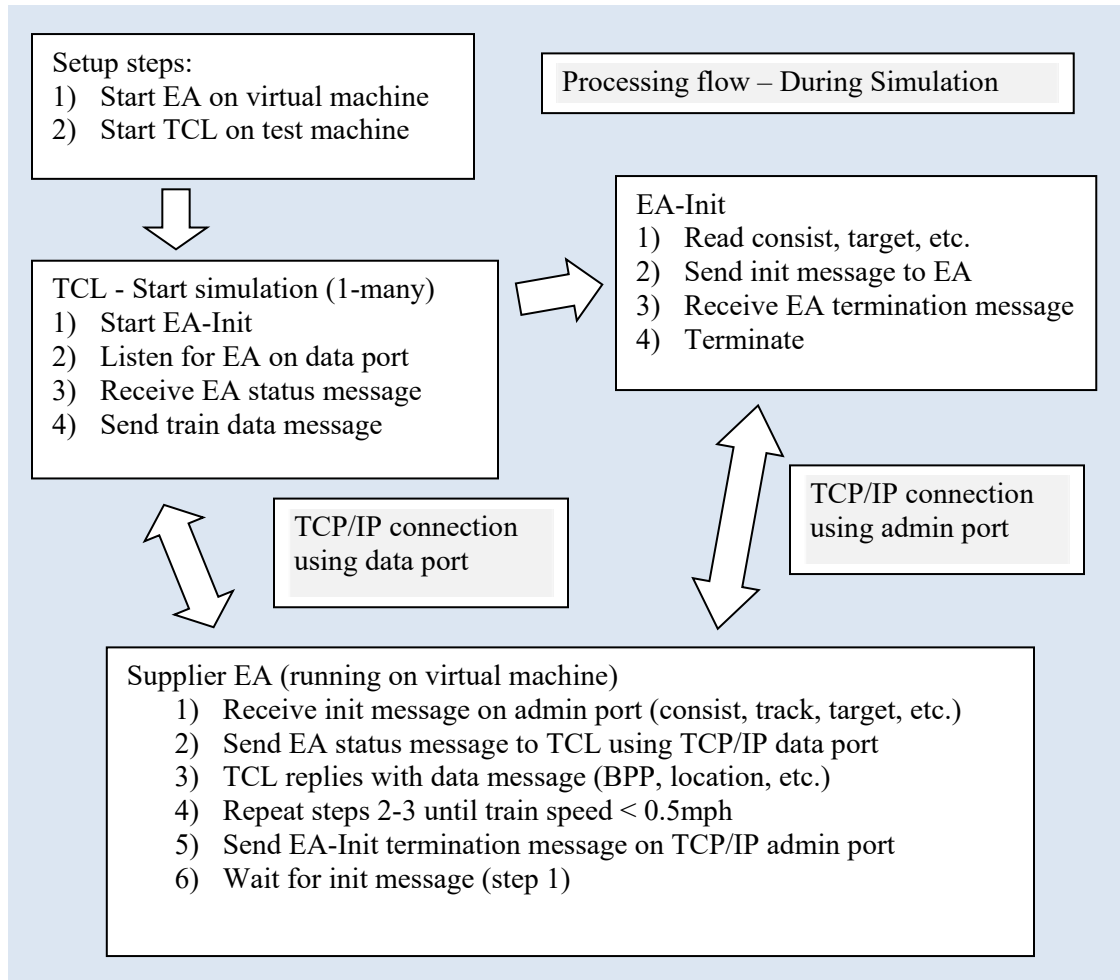 Setup steps:
1) Start EA on virtual machine
2) Start TCL on test machine
Processing flow – During Simulation
TCL - Start simulation (1-many)
1) Start EA-Init
2) Listen for EA on data port
3) Receive EA status message
4) Send train data message
EA-Init
1) Read consist, target, etc.
2) Send init message to EA
3) Receive EA termination message
4) Terminate
TCP/IP connection
using data port
TCP/IP connection
using admin port
Supplier EA (running on virtual machine)
1) Receive init message on admin port (consist, track, target, etc.)
2) Send EA status message to TCL using TCP/IP data port
3) TCL replies with data message (BPP, location, etc.)
4) Repeat steps 2-3 until train speed < 0.5mph
5) Send EA-Init termination message on TCP/IP admin port
6) Wait for init message (step 1)